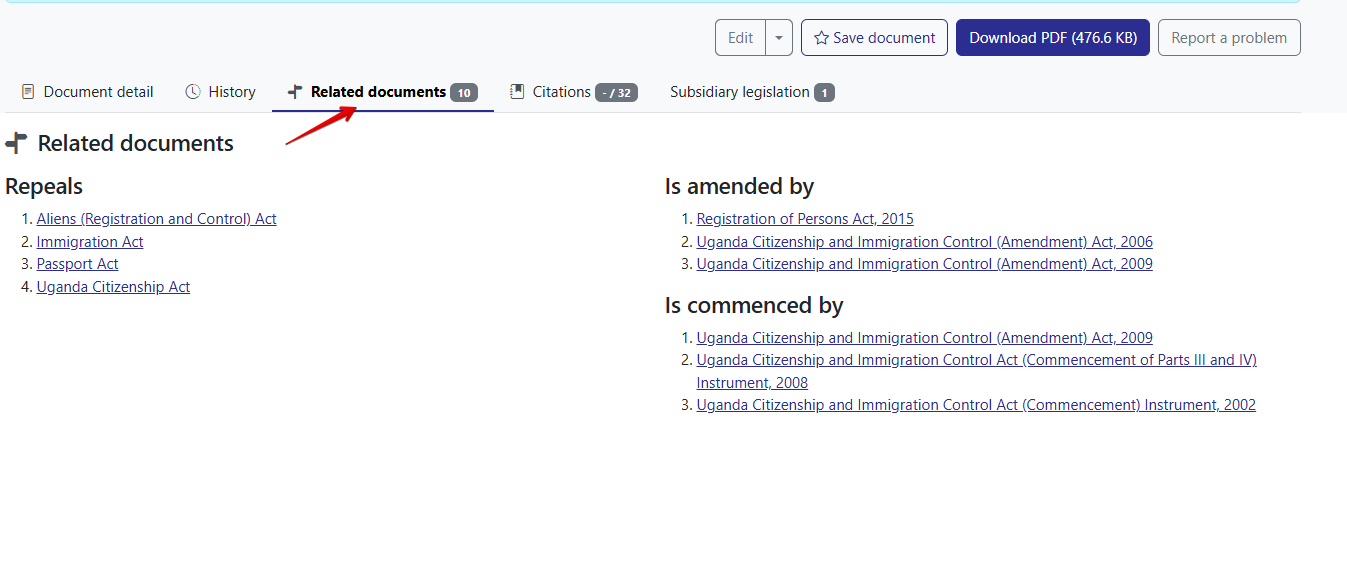 Edit
Save document
Download PDF (476.6 KB)
Report a problem
Document detail
History
Related documents 10
Citations - / 32
Subsidiary legislation 1
Related documents
Repeals
1. Aliens (Registration and Control) Act
2. Immigration Act
3. Passport Act
4. Uganda Citizenship Act
Is amended by
1. Registration of Persons Act, 2015
2. Uganda Citizenship and Immigration Control (Amendment) Act, 2006
3. Uganda Citizenship and Immigration Control (Amendment) Act, 2009
Is commenced by
1. Uganda Citizenship and Immigration Control (Amendment) Act, 2009
2. Uganda Citizenship and Immigration Control Act (Commencement of Parts III and IV)
Instrument, 2008
3. Uganda Citizenship and Immigration Control Act (Commencement) Instrument, 2002